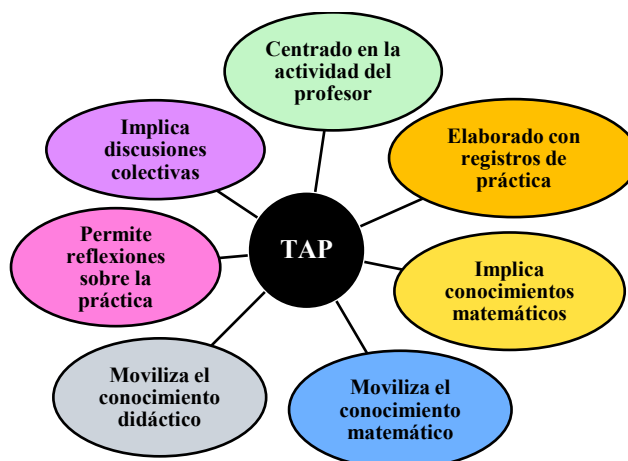 Centrado en la
actividad del
profesor
Implica
discusiones
colectivas
Elaborado con
registros de
práctica
Permite
reflexiones
sobre la
práctica
TAP
Implica
conocimientos
matemáticos
Moviliza el
conocimiento
didáctico
Moviliza el
conocimiento
matemático